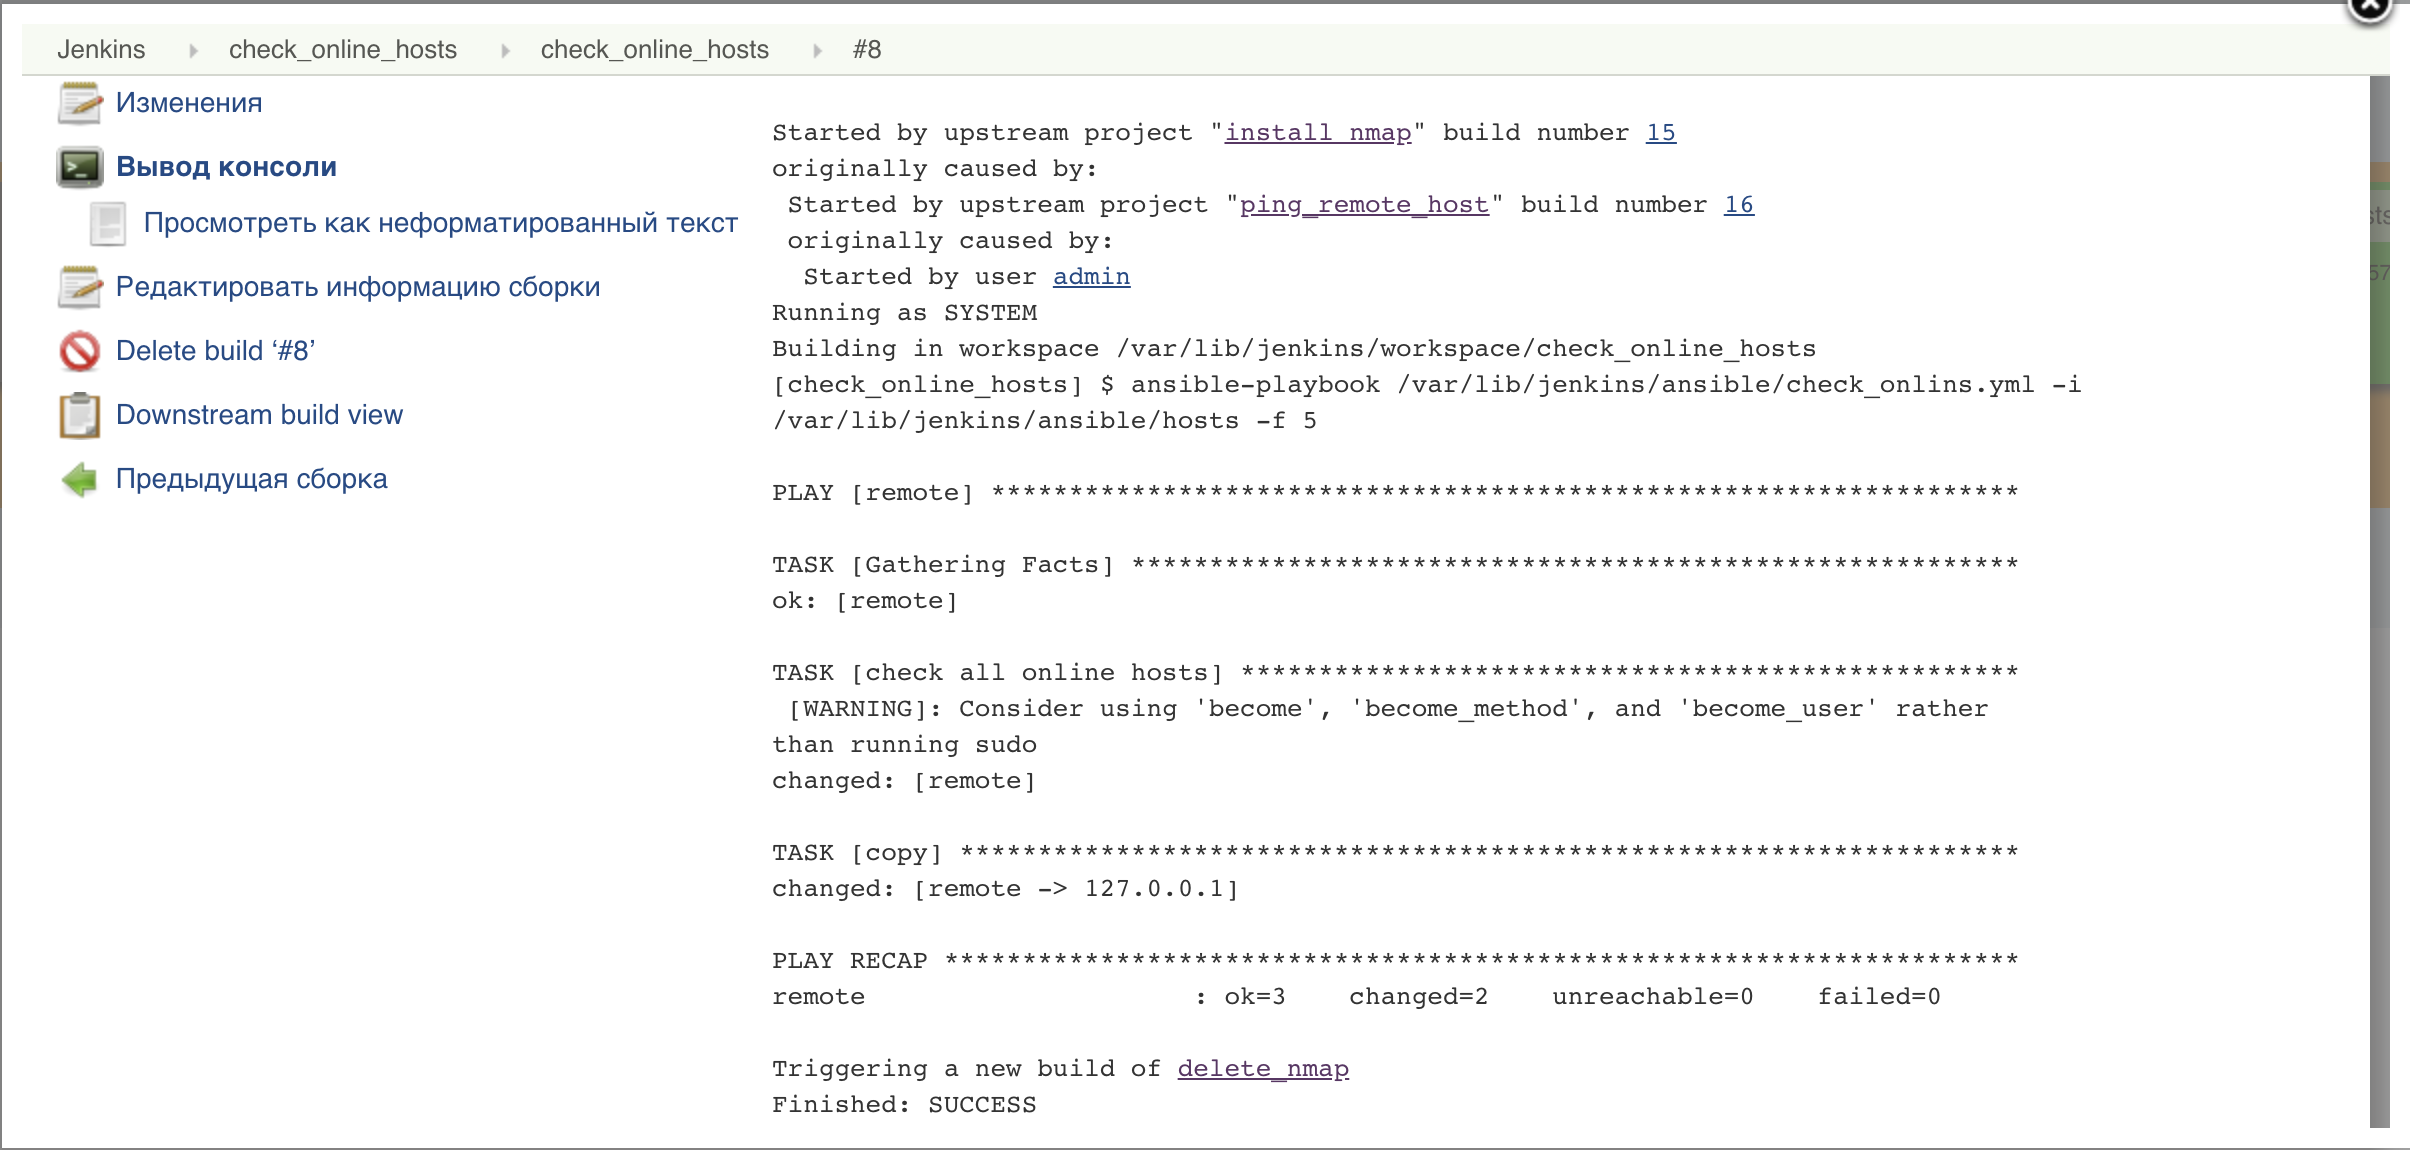 Jenkins check_online_hosts check_online_hosts #8
Изменения
Вывод консоли
Просмотреть как неформатированный текст
Редактировать информацию сборки
Delete build ‘#8’
Downstream build view
Предыдущая сборка
Started by upstream project "install_nmap" build number 15
originally caused by:
Started by upstream project "ping_remote_host" build number 16
originally caused by:
Started by user admin
Running as SYSTEM
Building in workspace /var/lib/jenkins/workspace/check_online_hosts
[check_online_hosts] $ ansible-playbook /var/lib/jenkins/ansible/check_onlins.yml -i
/var/lib/jenkins/ansible/hosts -f 5
PLAY [remote] ******************************************************************
TASK [Gathering Facts] *********************************************************
ok: [remote]
TASK [check all online hosts] **************************************************
[WARNING]: Consider using 'become', 'become_method', and 'become_user' rather
than running sudo
changed: [remote]
TASK [copy] ********************************************************************
changed: [remote -> 127.0.0.1]
PLAY RECAP *********************************************************************
remote : ok=3 changed=2 unreachable=0 failed=0
Triggering a new build of delete_nmap
Finished: SUCCESS